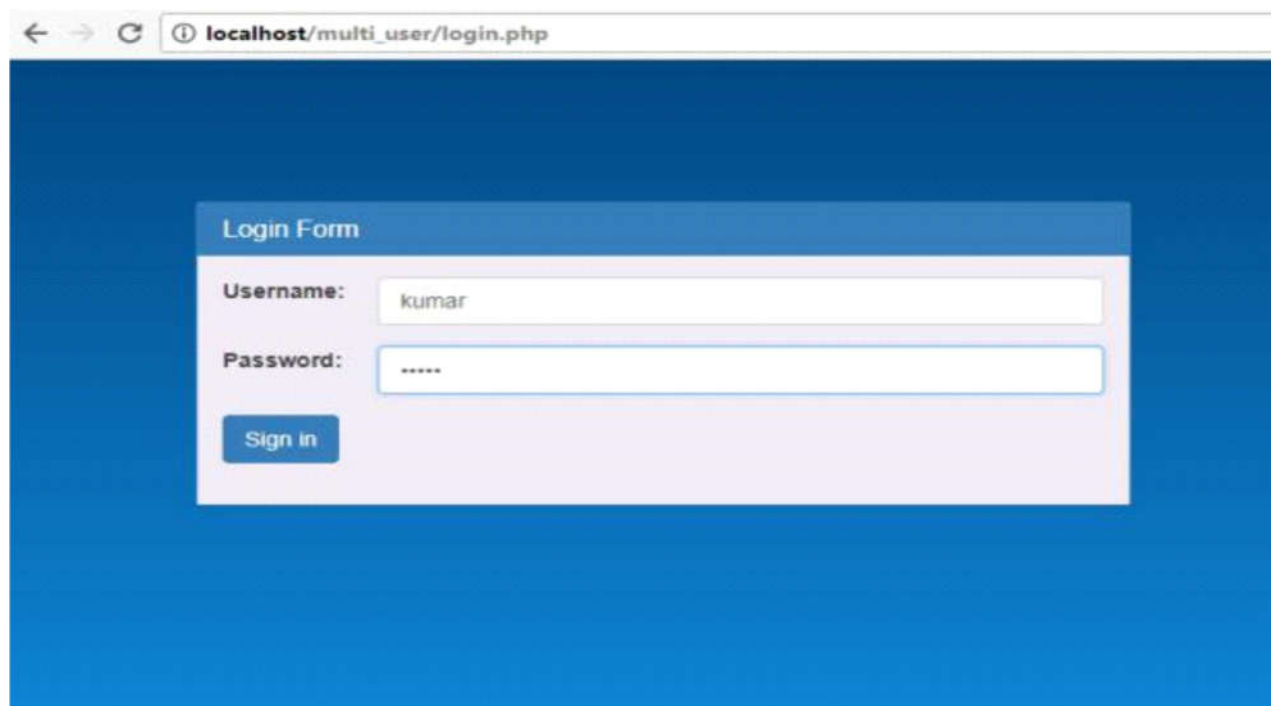 localhost/multi_user/login.php
Login Form
Username: kumar
Password: •••••
Sign in